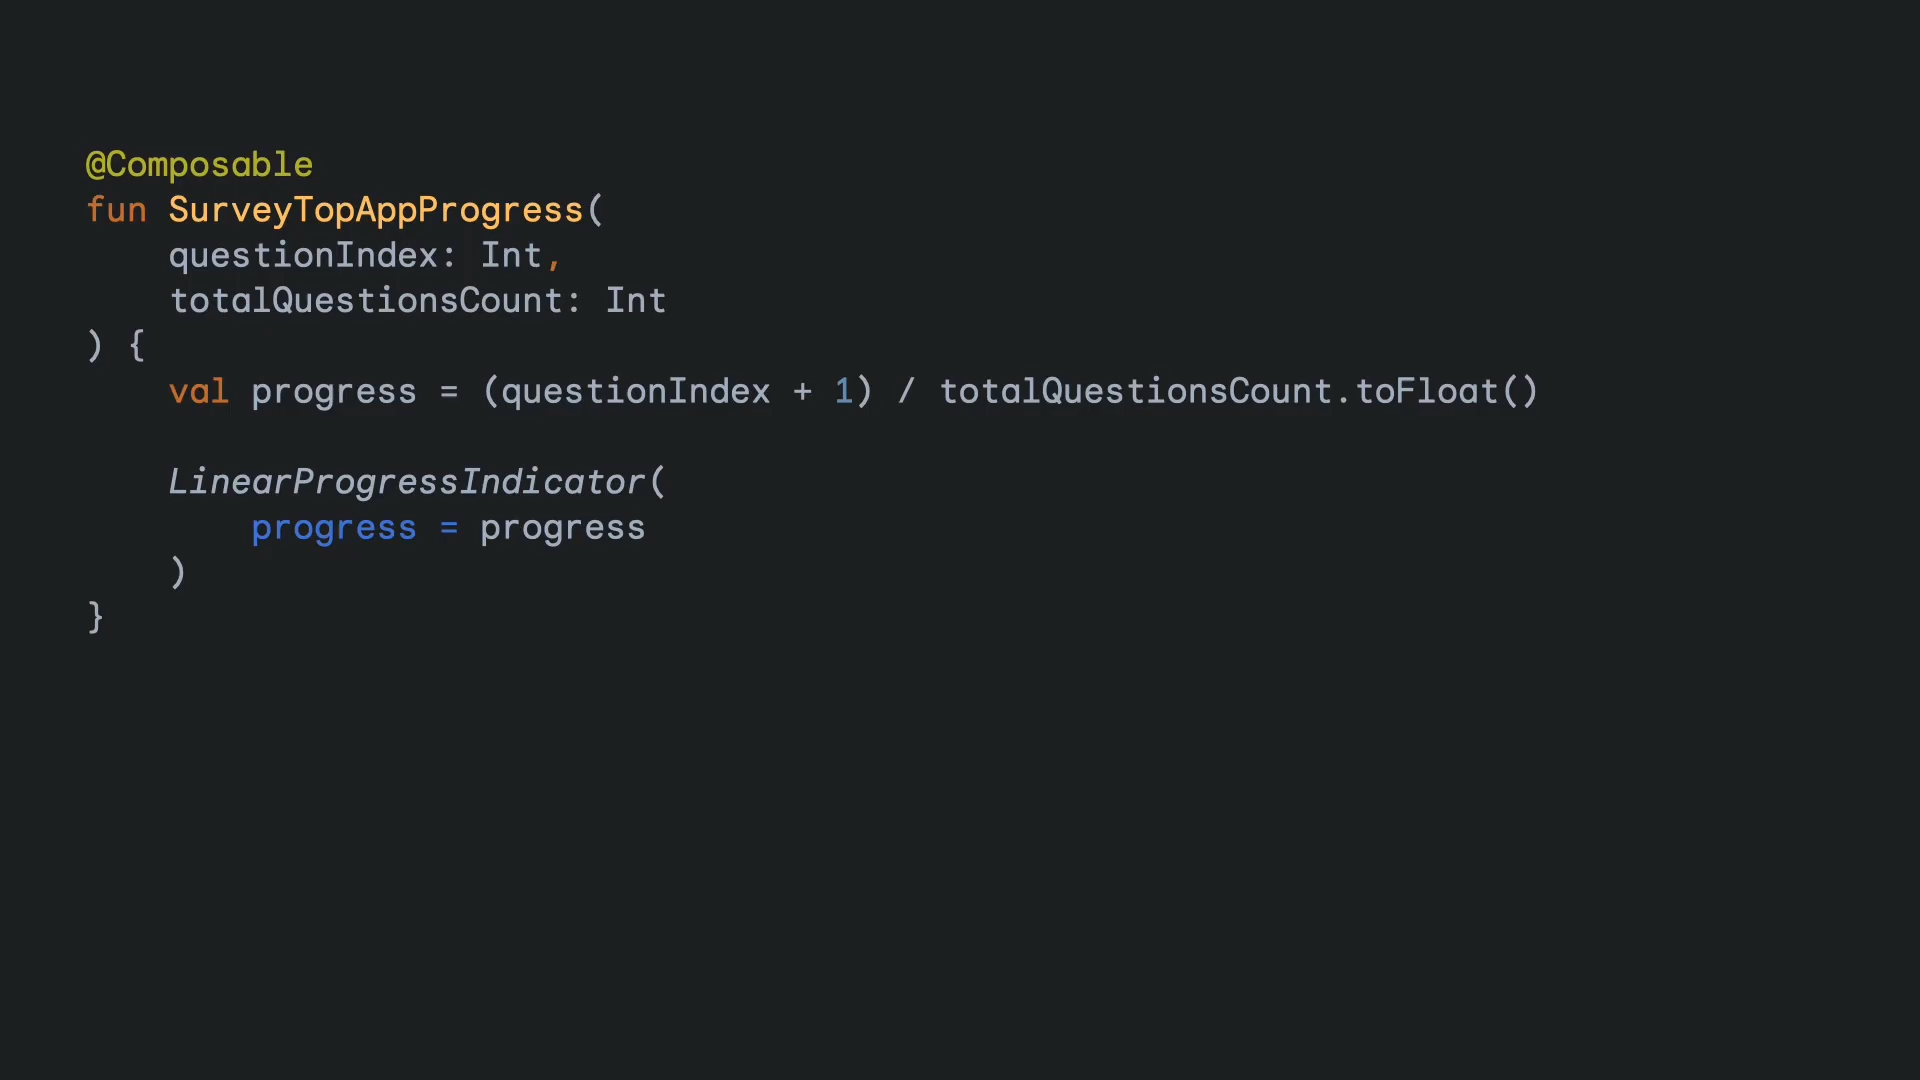 @Composable
fun SurveyTopAppProgress(
    questionIndex: Int,
    totalQuestionsCount: Int
) {
    val progress = (questionIndex + 1) / totalQuestionsCount.toFloat()

    LinearProgressIndicator(
        progress = progress
    )
}